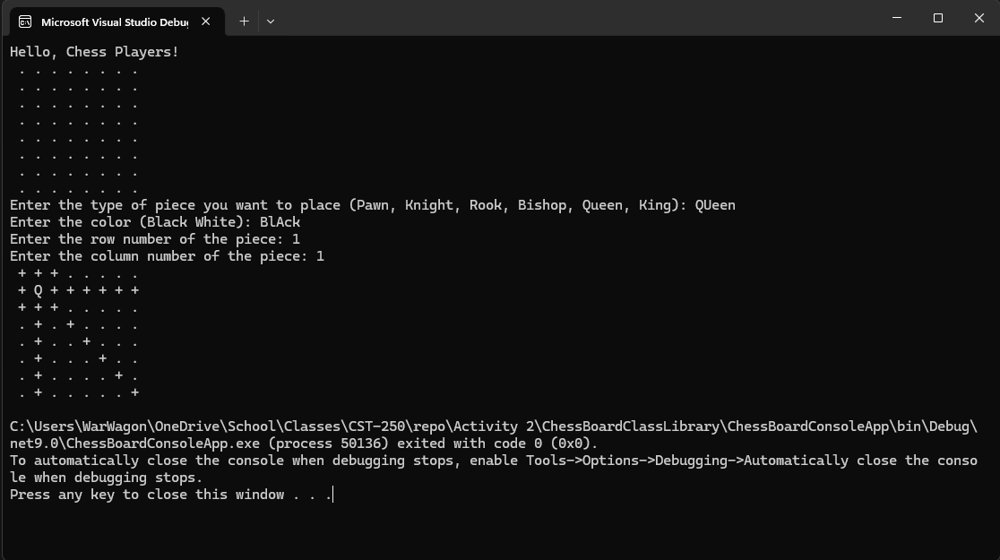 Microsoft Visual Studio Debu
Hello, Chess Players!
. . . . . . . .
. . . . . . . .
. . . . . . . .
. . . . . . . .
. . . . . . . .
. . . . . . . .
. . . . . . . .
. . . . . . . .
Enter the type of piece you want to place (Pawn, Knight, Rook, Bishop, Queen, King): QUeen
Enter the color (Black White): BlAck
Enter the row number of the piece: 1
Enter the column number of the piece: 1
+ + + . . . . .
+ Q + + + + + +
+ + + . . . . .
. + . + . . . .
. + . . + . . .
. + . . . + . .
. + . . . . + .
. + . . . . . +
C:\Users\WarWagon\OneDrive\School\Classes\CST-250\repo\Activity 2\ChessBoardClassLibrary\ChessBoardConsoleApp\bin\Debug\
net9.0\ChessBoardConsoleApp.exe (process 50136) exited with code 0 (0x0).
To automatically close the console when debugging stops, enable Tools->Options->Debugging->Automatically close the conso
le when debugging stops.
Press any key to close this window . . .